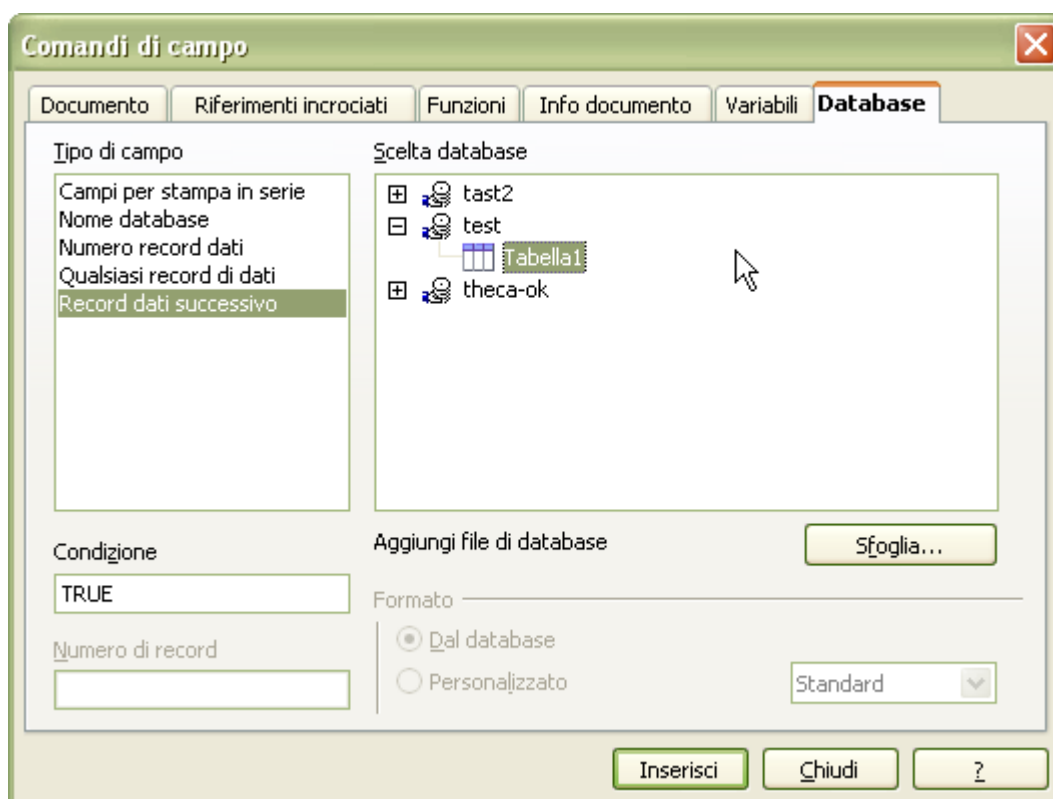 Comandi di campo
Documento Riferimenti incrociati Funzioni Info documento Variabili Database
Tipo di campo
Campi per stampa in serie
Nome database
Numero record dati
Qualsiasi record di dati
Record dati successivo
Scelta database
tast2
test
Tabella1
theca-ok
Condizione
TRUE
Numero di record
Aggiungi file di database Sfoglia...
Formato
Dal database
Personalizzato Standard
Inserisci Chiudi ?